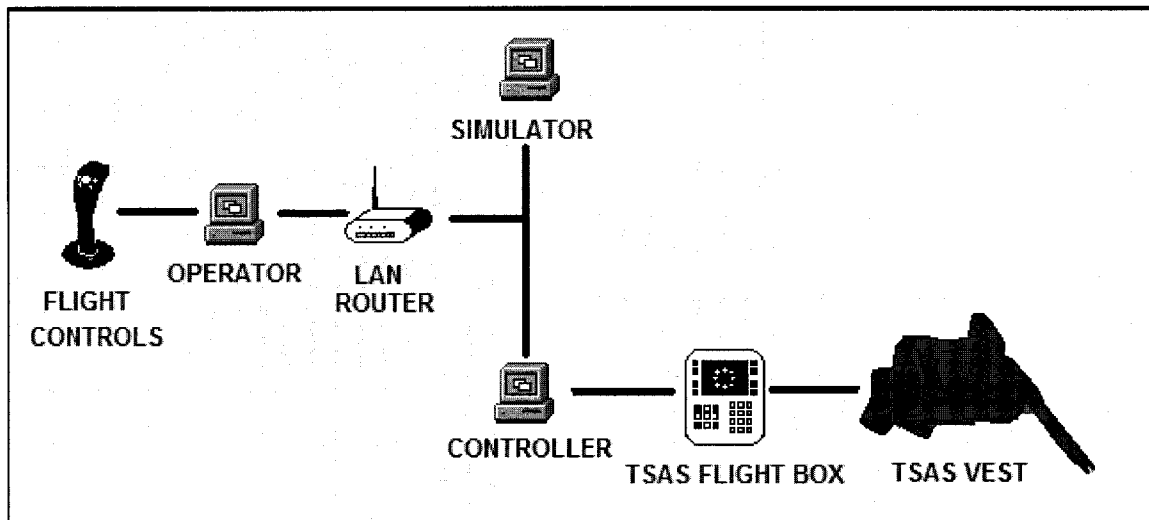 SIMULATOR
FLIGHT
CONTROLS
OPERATOR
LAN
ROUTER
CONTROLLER
TSAS FLIGHT BOX
TSAS VEST